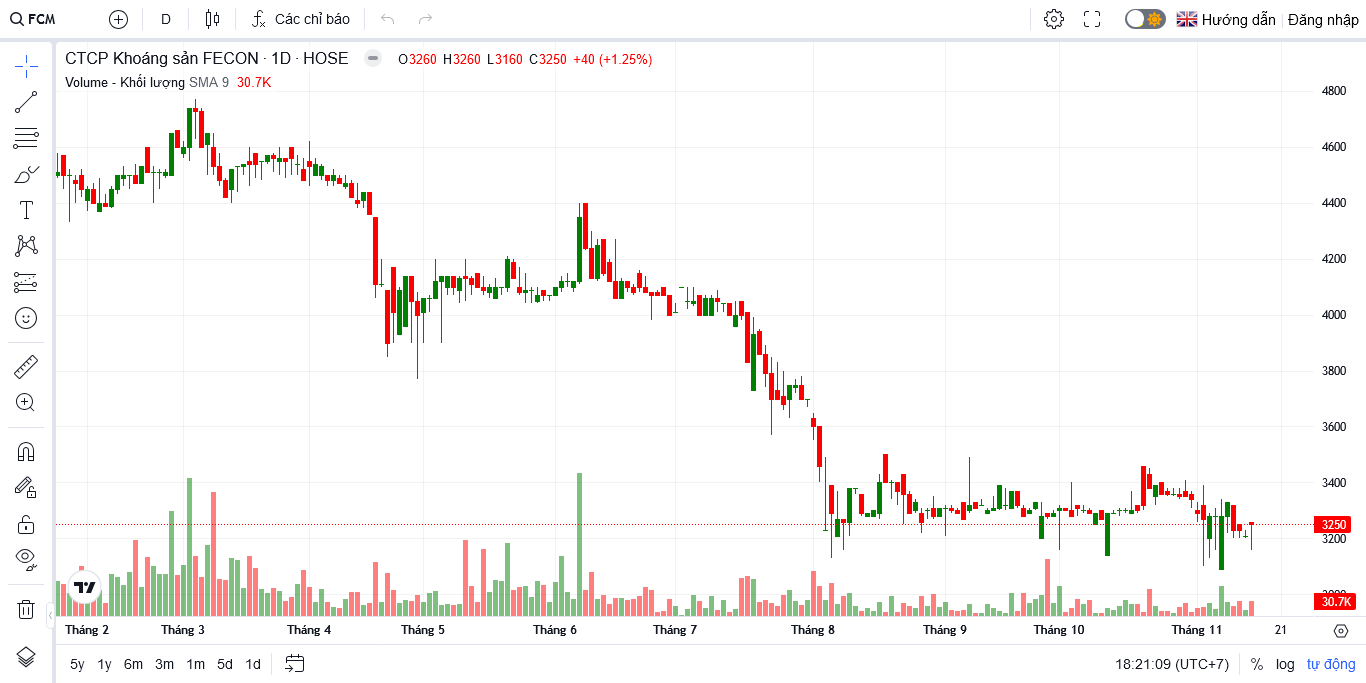 FCM D Các chỉ báo Hướng dẫn Đăng nhập
CTCP Khoáng sản FECON · 1D · HOSE O3260 H3260 L3160 C3250 +40 (+1.25%)
Volume - Khối lượng SMA 9 30.7K
4800
4600
4400
4200
4000
3800
3600
3400
3250
3200
30.7K
Tháng 2 Tháng 3 Tháng 4 Tháng 5 Tháng 6 Tháng 7 Tháng 8 Tháng 9 Tháng 10 Tháng 11 21
5y 1y 6m 3m 1m 5d 1d 18:21:09 (UTC+7) % log tự động